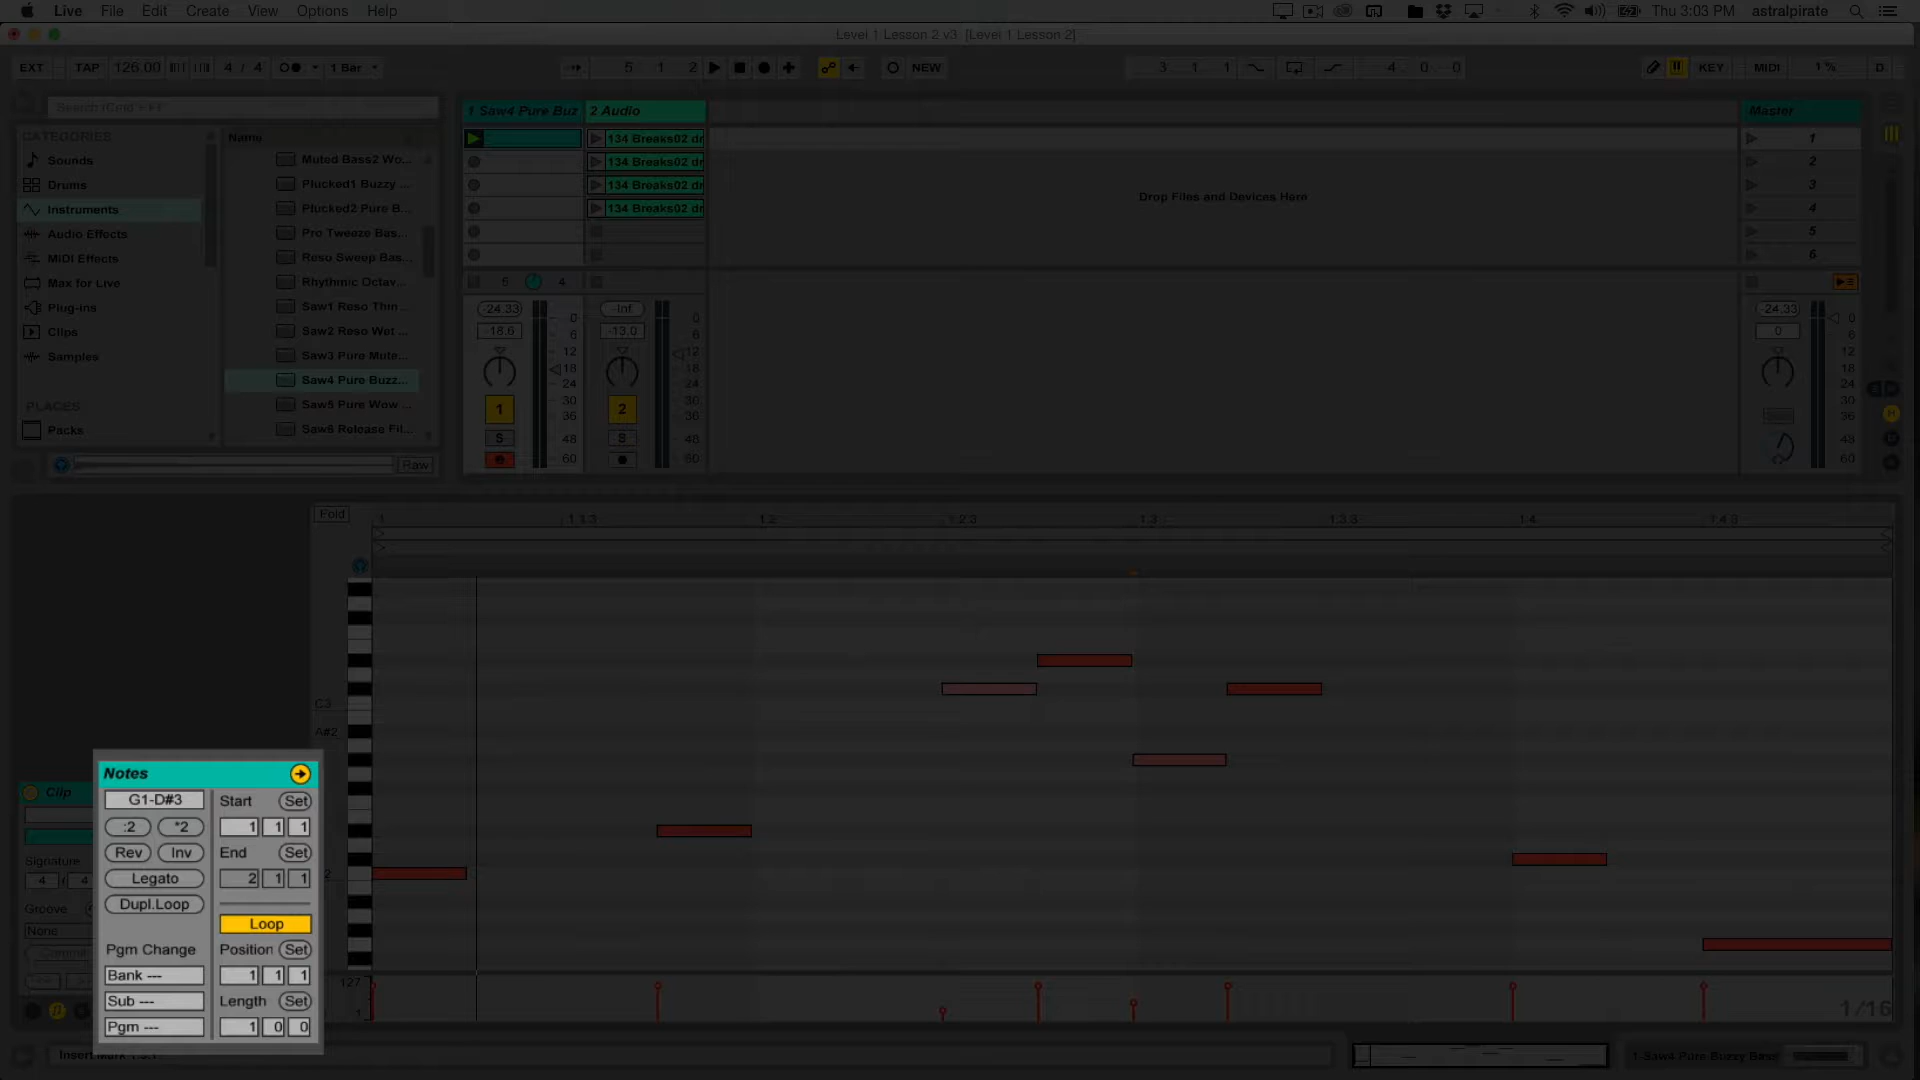 Live File Edit Create View Options Help Thu 3:03 PM astralpirate
Level 1 Lesson 2 v3 [Level 1 Lesson 2]
EXT TAP 126.00 4 / 4 1 Bar 5 1 2 NEW 3 1 1 4 0 0 KEY MIDI 1 % D
Search (Cmd + F)
CATEGORIES
Sounds
Drums
Instruments
Audio Effects
MIDI Effects
Max for Live
Plug-ins
Clips
Samples
PLACES
Packs
Name
Muted Bass2 Wo...
Plucked1 Buzzy ...
Plucked2 Pure B...
Pro Tweeze Bas...
Reso Sweep Bas...
Rhythmic Octav...
Saw1 Reso Thin ...
Saw2 Reso Wet ...
Saw3 Pure Mute...
Saw4 Pure Buzz...
Saw5 Pure Wow ...
Saw6 Release Fil...
Raw
1 Saw4 Pure Buz 2 Audio Master
134 Breaks02 dr 1
134 Breaks02 dr 2
134 Breaks02 dr 3
134 Breaks02 dr 4
5
6
Drop Files and Devices Here
5 4
-24.33 -Inf -24.33
-18.6 -13.0 0
0 0 0
6 6 6
12 12 12
18 18 18
24 24 24
30 30 30
36 36 36
48 48 48
60 60 60
1 2
S S
Fold 1 1.1.3 1.2 1.2.3 1.3 1.3.3 1.4 1.4.3
C3
A#2
127
1
1/16
Clip
Signature
4 4
Groove
None
Commit
Notes
G1-D#3 Start Set
:2 *2 1 1 1
Rev Inv End Set
Legato 2 1 1
Dupl.Loop
Loop
Pgm Change Position Set
Bank --- 1 1 1
Sub --- Length Set
Pgm --- 1 0 0
Insert Mark 1.3.1
1-Saw4 Pure Buzzy Bass